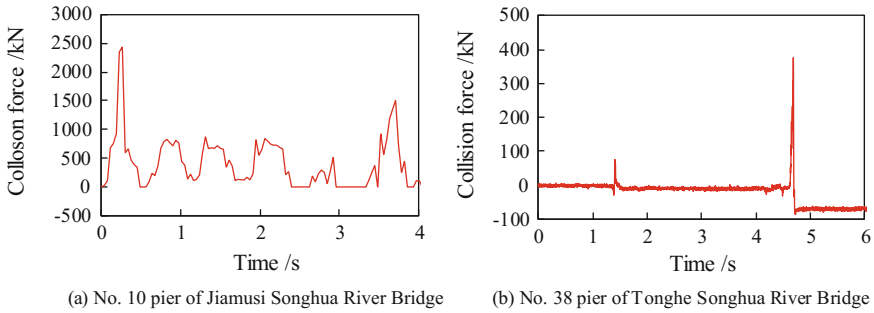 3000
2500
2000
1500
1000
500
0
-500
Colloson force /kN
0 1 2 3 4
Time /s
(a) No. 10 pier of Jiamusi Songhua River Bridge
500
400
300
200
100
0
-100
Collision force /kN
0 1 2 3 4 5 6
Time /s
(b) No. 38 pier of Tonghe Songhua River Bridge